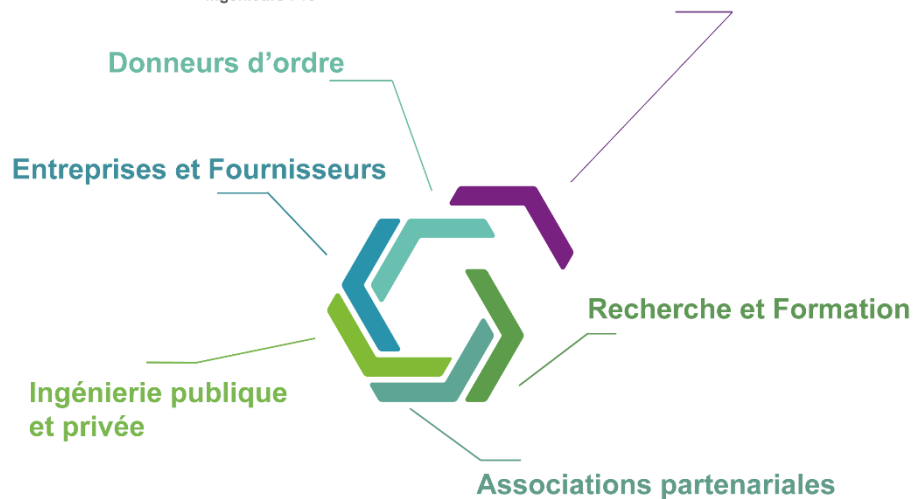 Donneurs d’ordre
Entreprises et Fournisseurs
Recherche et Formation
Ingénierie publique
et privée
Associations partenariales